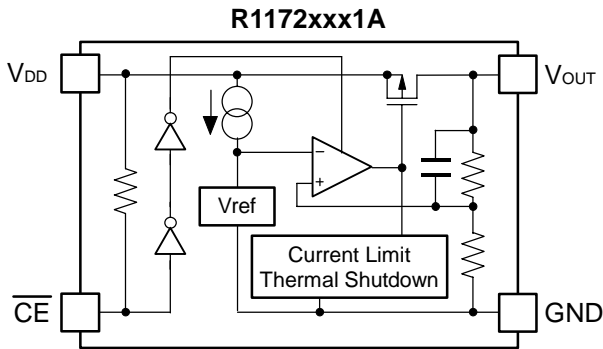 R1172xxx1A
VDD
VOUT
−
+
Vref
Current Limit
Thermal Shutdown
CE
GND